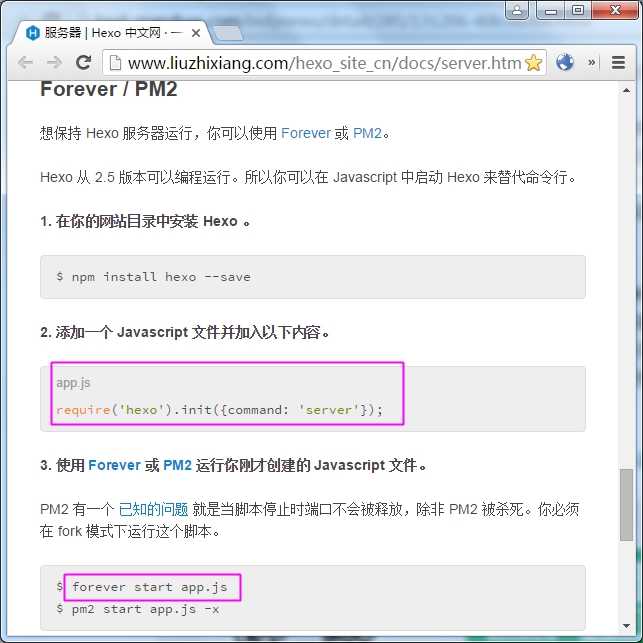 服务器 | Hexo 中文网 · 一
www.liuzhixiang.com/hexo_site_cn/docs/server.htm
Forever / PM2
想保持 Hexo 服务器运行，你可以使用 Forever 或 PM2。
Hexo 从 2.5 版本可以编程运行。所以你可以在 Javascript 中启动 Hexo 来替代命令行。
1. 在你的网站目录中安装 Hexo 。
$ npm install hexo --save
2. 添加一个 Javascript 文件并加入以下内容。
app.js
require('hexo').init({command: 'server'});
3. 使用 Forever 或 PM2 运行你刚才创建的 Javascript 文件。
PM2 有一个 已知的问题 就是当脚本停止时端口不会被释放，除非 PM2 被杀死。你必须
在 fork 模式下运行这个脚本。
$ forever start app.js
$ pm2 start app.js -x